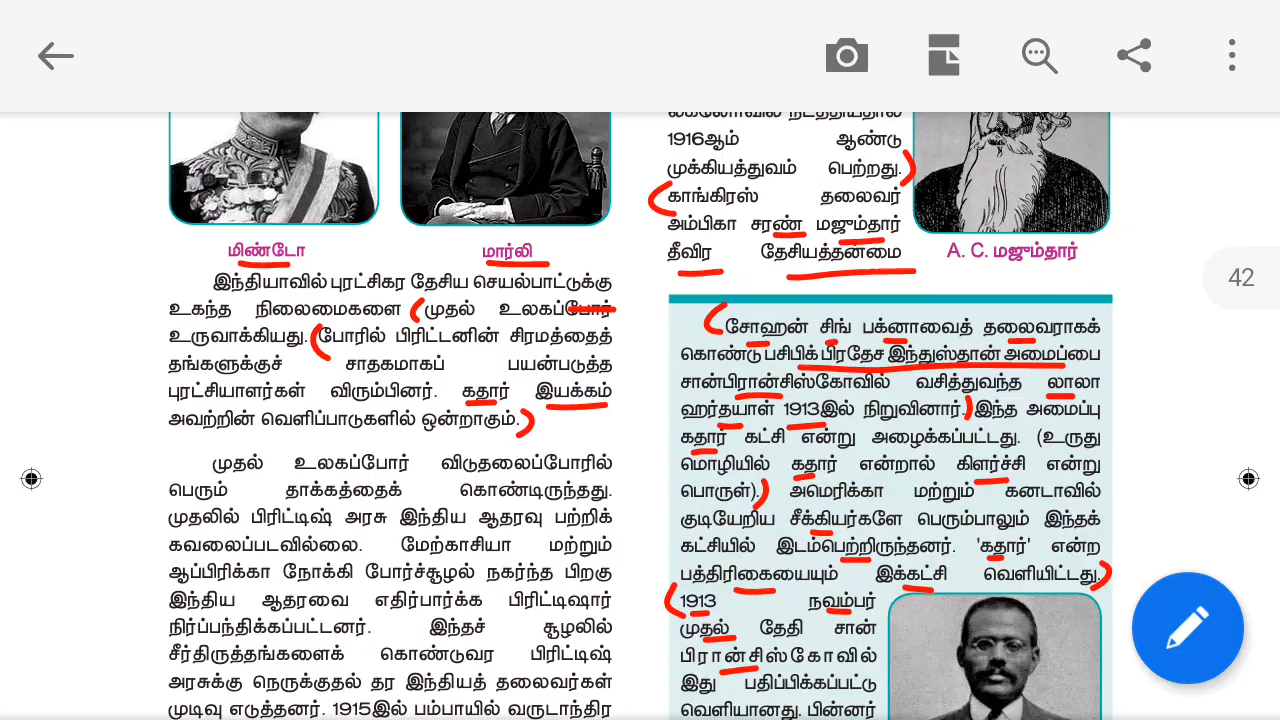 மிண்டோ
மார்லி
இந்தியாவில் புரட்சிகர தேசிய செயல்பாட்டுக்கு
உகந்த நிலைமைகளை முதல் உலகப்போர்
உருவாக்கியது. போரில் பிரிட்டனின் சிரமத்தைத்
தங்களுக்குச் சாதகமாகப் பயன்படுத்த
புரட்சியாளர்கள் விரும்பினர். கதார் இயக்கம்
அவற்றின் வெளிப்பாடுகளில் ஒன்றாகும்.
முதல் உலகப்போர் விடுதலைப்போரில்
பெரும் தாக்கத்தைக் கொண்டிருந்தது.
முதலில் பிரிட்டிஷ் அரசு இந்திய ஆதரவு பற்றிக்
கவலைப்படவில்லை. மேற்காசியா மற்றும்
ஆப்பிரிக்கா நோக்கி போர்ச்சூழல் நகர்ந்த பிறகு
இந்திய ஆதரவை எதிர்பார்க்க பிரிட்டிஷார்
நிர்ப்பந்திக்கப்பட்டனர். இந்தச் சூழலில்
சீர்திருத்தங்களைக் கொண்டுவர பிரிட்டிஷ்
அரசுக்கு நெருக்குதல் தர இந்தியத் தலைவர்கள்
முடிவு எடுத்தனர். 1915இல் பம்பாயில் வருடாந்திர
லக்னோவில் நடத்தியதால்
1916ஆம் ஆண்டு
முக்கியத்துவம் பெற்றது.
காங்கிரஸ் தலைவர்
அம்பிகா சரண் மஜும்தார்
தீவிர தேசியத்தன்மை
A. C. மஜும்தார்
சோஹன் சிங் பக்னாவைத் தலைவராகக்
கொண்டு பசிபிக் பிரதேச இந்துஸ்தான் அமைப்பை
சான்பிரான்சிஸ்கோவில் வசித்துவந்த லாலா
ஹர்தயாள் 1913இல் நிறுவினார். இந்த அமைப்பு
கதார் கட்சி என்று அழைக்கப்பட்டது. (உருது
மொழியில் கதார் என்றால் கிளர்ச்சி என்று
பொருள்). அமெரிக்கா மற்றும் கனடாவில்
குடியேறிய சீக்கியர்களே பெரும்பாலும் இந்தக்
கட்சியில் இடம்பெற்றிருந்தனர். 'கதார்' என்ற
பத்திரிகையையும் இக்கட்சி வெளியிட்டது.
1913 நவம்பர்
முதல் தேதி சான்
பிரான்சிஸ்கோவில்
இது பதிப்பிக்கப்பட்டு
வெளியானது. பின்னர்
42